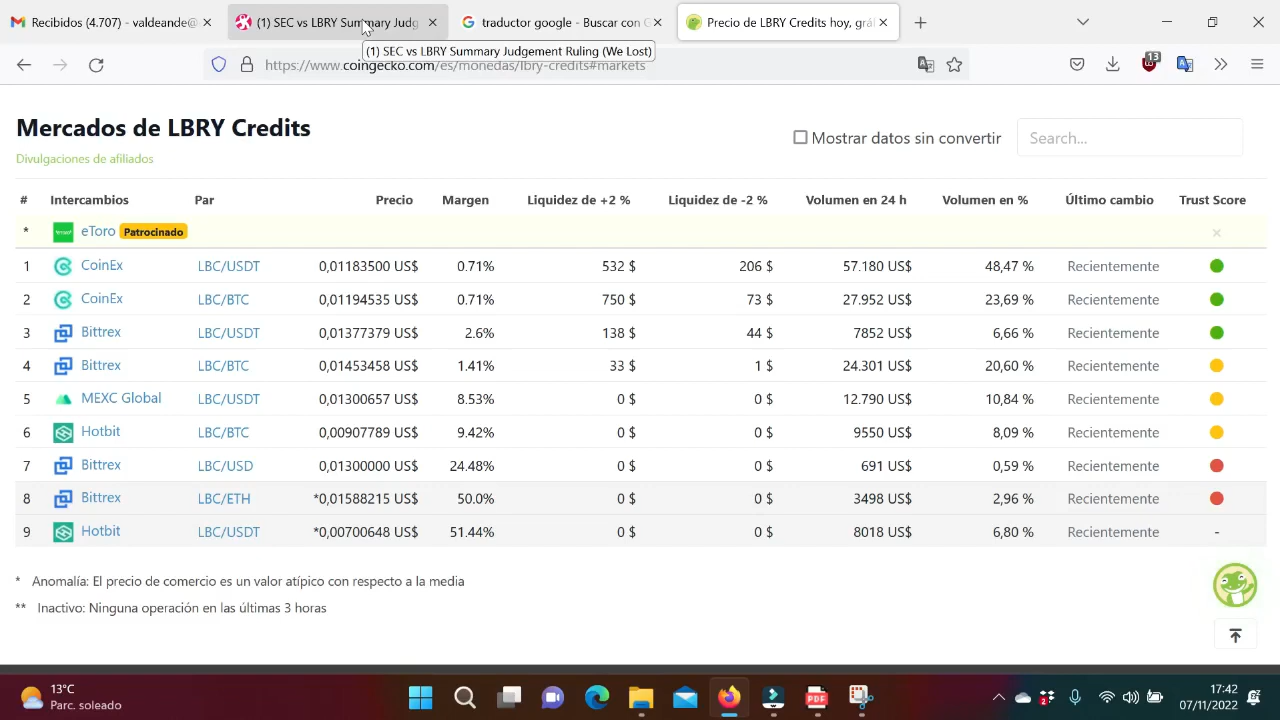 Recibidos (4.707) - valdeande@
(1) SEC vs LBRY Summary Judg
traductor google - Buscar con G
Precio de LBRY Credits hoy, grá
(1) SEC vs LBRY Summary Judgement Ruling (We Lost)
https://www.coingecko.com/es/monedas/lbry-credits#markets
13
Mercados de LBRY Credits
Divulgaciones de afiliados
Mostrar datos sin convertir
Search...
# Intercambios Par Precio Margen Liquidez de +2 % Liquidez de -2 % Volumen en 24 h Volumen en % Último cambio Trust Score
* eToro Patrocinado ×
1 CoinEx LBC/USDT 0,01183500 US$ 0.71% 532 $ 206 $ 57.180 US$ 48,47 % Recientemente
2 CoinEx LBC/BTC 0,01194535 US$ 0.71% 750 $ 73 $ 27.952 US$ 23,69 % Recientemente
3 Bittrex LBC/USDT 0,01377379 US$ 2.6% 138 $ 44 $ 7852 US$ 6,66 % Recientemente
4 Bittrex LBC/BTC 0,01453458 US$ 1.41% 33 $ 1 $ 24.301 US$ 20,60 % Recientemente
5 MEXC Global LBC/USDT 0,01300657 US$ 8.53% 0 $ 0 $ 12.790 US$ 10,84 % Recientemente
6 Hotbit LBC/BTC 0,00907789 US$ 9.42% 0 $ 0 $ 9550 US$ 8,09 % Recientemente
7 Bittrex LBC/USD 0,01300000 US$ 24.48% 0 $ 0 $ 691 US$ 0,59 % Recientemente
8 Bittrex LBC/ETH *0,01588215 US$ 50.0% 0 $ 0 $ 3498 US$ 2,96 % Recientemente
9 Hotbit LBC/USDT *0,00700648 US$ 51.44% 0 $ 0 $ 8018 US$ 6,80 % Recientemente -
* Anomalía: El precio de comercio es un valor atípico con respecto a la media
** Inactivo: Ninguna operación en las últimas 3 horas
13°C
Parc. soleado
PDF
2
17:42
07/11/2022